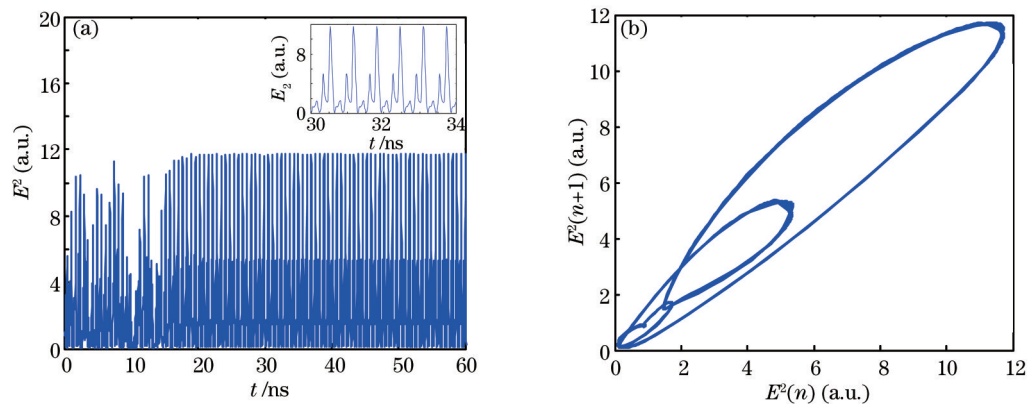 (a)
E² (a.u.)
20
16
12
8
4
0
0 10 20 30 40 50 60
t /ns
E₂ (a.u.)
8
0
30 32 34
t /ns
(b)
E²(n+1) (a.u.)
12
10
8
6
4
2
0
0 2 4 6 8 10 12
E²(n) (a.u.)